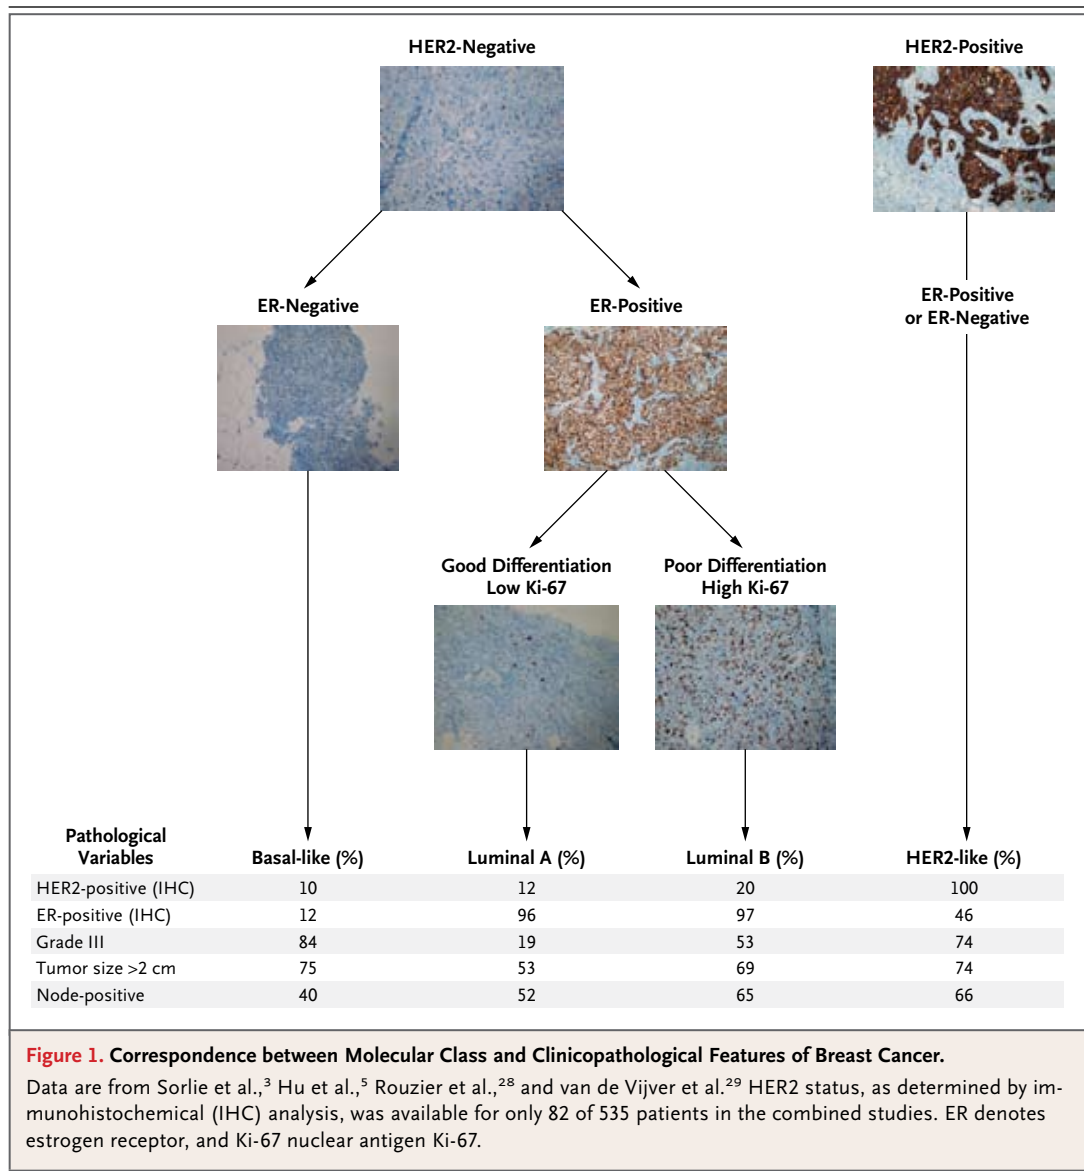 HER2-Negative
HER2-Positive
ER-Negative
ER-Positive
ER-Positive
or ER-Negative
Good Differentiation
Low Ki-67
Poor Differentiation
High Ki-67
Pathological
Variables
Basal-like (%)
Luminal A (%)
Luminal B (%)
HER2-like (%)
HER2-positive (IHC) 10 12 20 100
ER-positive (IHC) 12 96 97 46
Grade III 84 19 53 74
Tumor size >2 cm 75 53 69 74
Node-positive 40 52 65 66
Figure 1. Correspondence between Molecular Class and Clinicopathological Features of Breast Cancer.
Data are from Sorlie et al.,³ Hu et al.,⁵ Rouzier et al.,²⁸ and van de Vijver et al.²⁹ HER2 status, as determined by im-
munohistochemical (IHC) analysis, was available for only 82 of 535 patients in the combined studies. ER denotes
estrogen receptor, and Ki-67 nuclear antigen Ki-67.